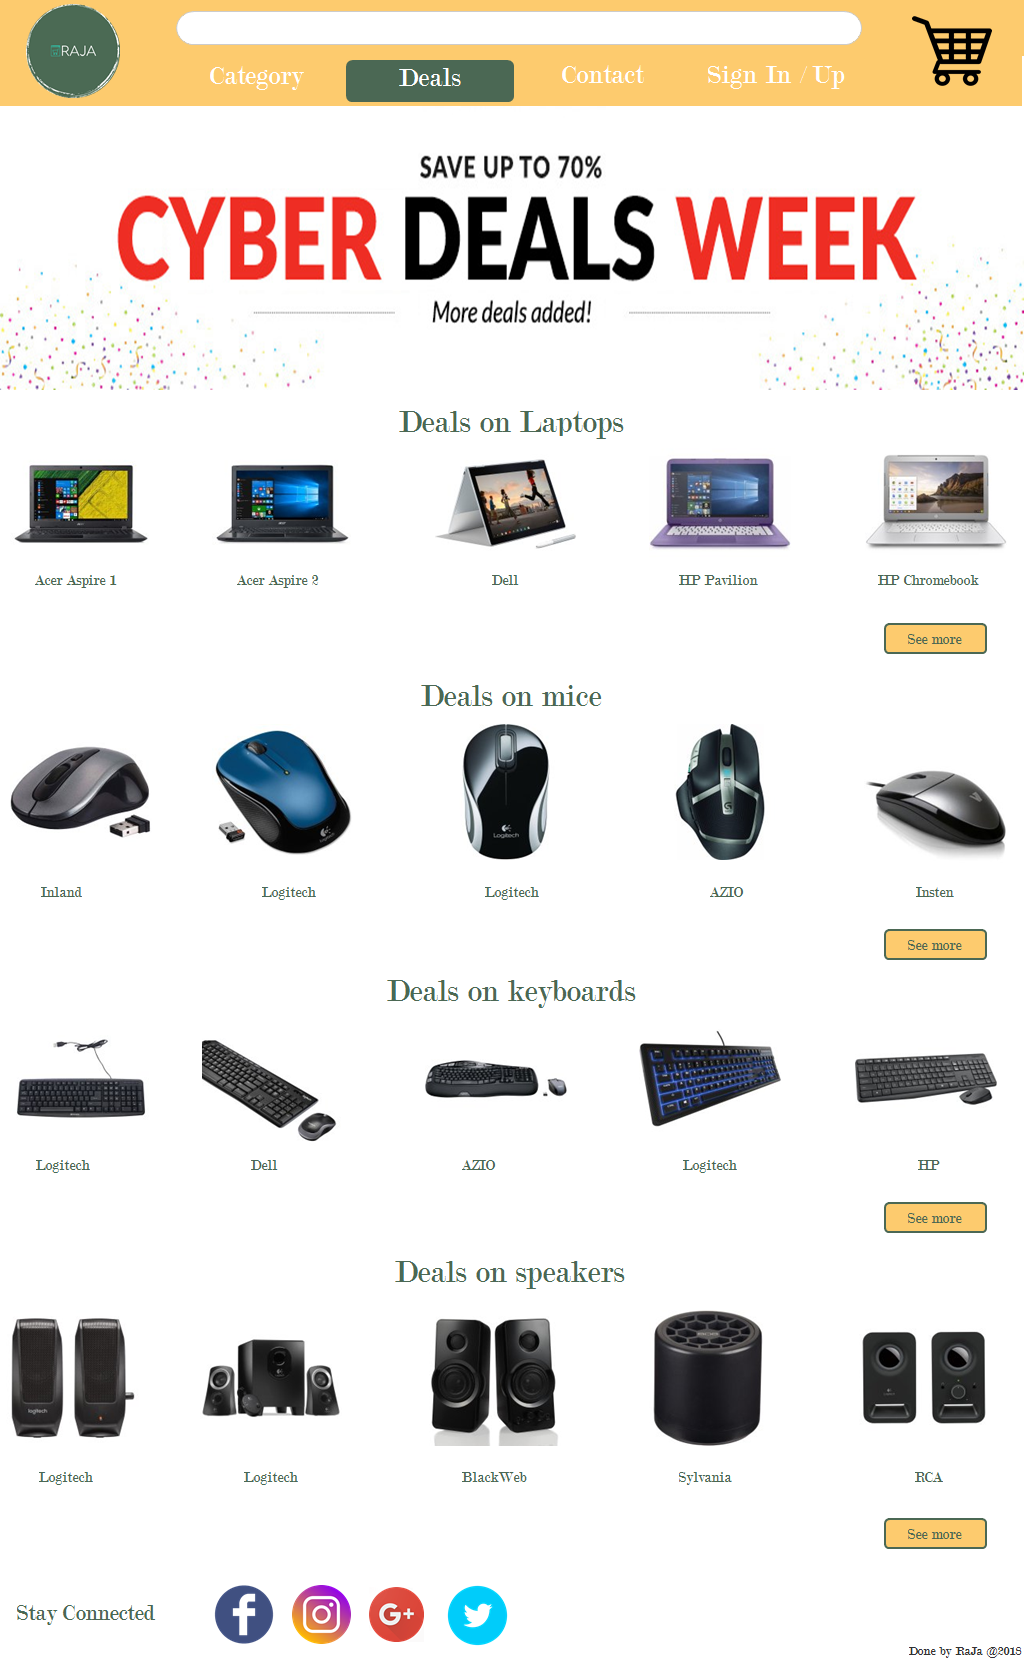 RAJA
Category
Deals
Contact
Sign In / Up
SAVE UP TO 70%
CYBER DEALS WEEK
More deals added!
Deals on Laptops
Acer Aspire 1
Acer Aspire 2
Dell
HP Pavilion
HP Chromebook
See more
Deals on mice
Logitech
Inland
Logitech
Logitech
AZIO
Insten
See more
Deals on keyboards
Logitech
Dell
AZIO
Logitech
HP
See more
Deals on speakers
logitech
Logitech
Logitech
BlackWeb
Sylvania
RCA
See more
Stay Connected
f
G+
Done by RaJa @2018